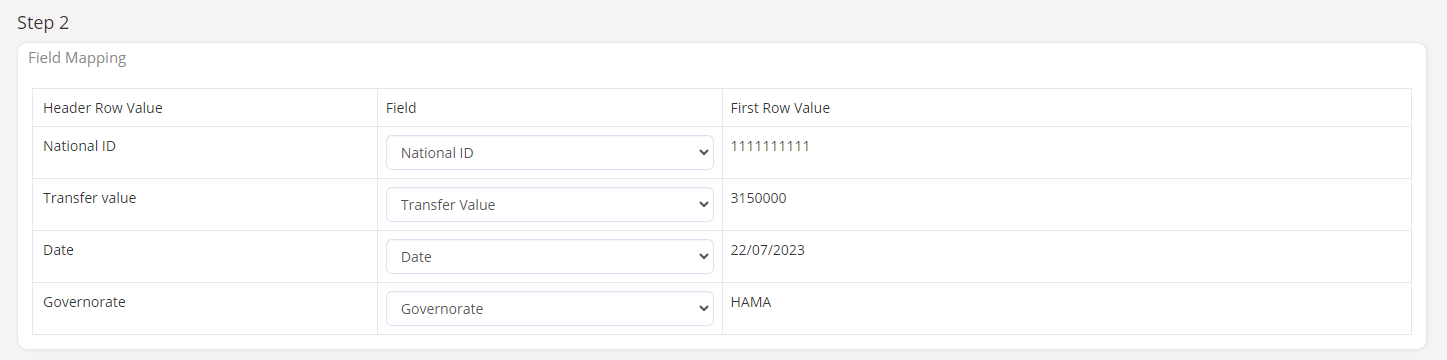 Step 2
Field Mapping
Header Row Value Field First Row Value
National ID National ID 1111111111
Transfer value Transfer Value 3150000
Date Date 22/07/2023
Governorate Governorate HAMA